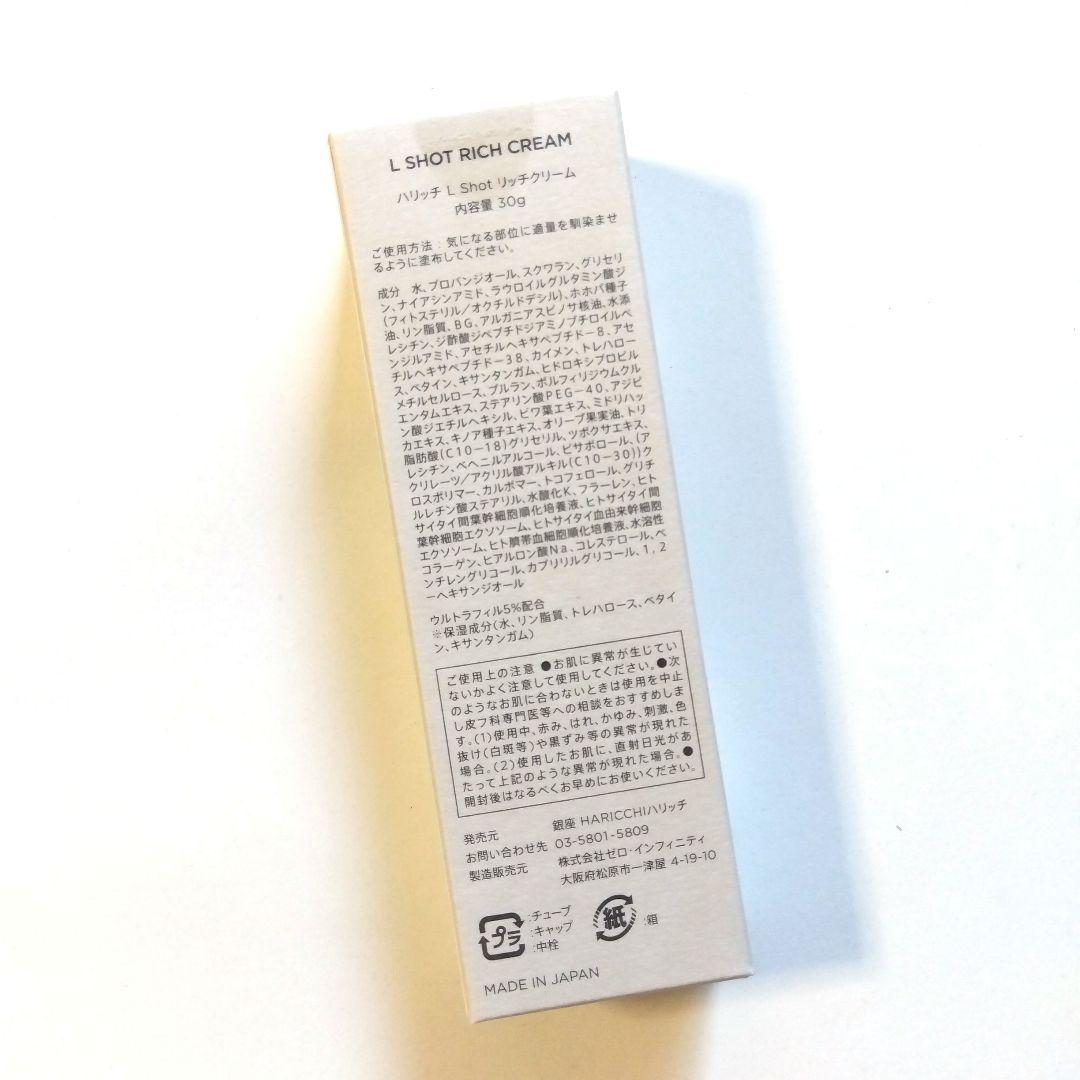 L SHOT RICH CREAM
ハリッチ L Shot リッチクリーム
内容量 30g
ご使用方法：気になる部位に適量を馴染ませ
るように塗布してください。
成分　水、プロパンジオール、スクワラン、グリセリ
ン、ナイアシンアミド、ラウロイルグルタミン酸ジ
(フィトステリル/オクチルドデシル)、ホホバ種子
油、リン脂質、BG、アルガニアスピノサ核油、水添
レシチン、ジ酢酸ジペプチドジアミノブチロイルベ
ンジルアミド、アセチルヘキサペプチド－8、アセ
チルヘキサペプチド－38、カイメン、トレハロー
ス、ベタイン、キサンタンガム、ヒドロキシプロピル
メチルセルロース、プルラン、ポルフィリジウムクル
エンタムエキス、ステアリン酸PEG－40、アジピ
ン酸ジエチルヘキシル、ビワ葉エキス、ミドリハッ
カエキス、キノア種子エキス、オリーブ果実油、トリ
脂肪酸(C10－18)グリセリル、ツボクサエキス、
レシチン、ベヘニルアルコール、ビサボロール、(ア
クリレーツ/アクリル酸アルキル(C10－30))ク
ロスポリマー、カルボマー、トコフェロール、グリチ
ルレチン酸ステアリル、水酸化K、フラーレン、ヒト
サイタイ間葉幹細胞順化培養液、ヒトサイタイ間
葉幹細胞エクソソーム、ヒトサイタイ血由来幹細胞
エクソソーム、ヒト臍帯血細胞順化培養液、水溶性
コラーゲン、ヒアルロン酸Na、コレステロール、ペ
ンチレングリコール、カプリリルグリコール、1，2
－ヘキサンジオール
ウルトラフィル5%配合
※保湿成分(水、リン脂質、トレハロース、ベタイ
ン、キサンタンガム)
ご使用上の注意 ●お肌に異常が生じてい
ないかよく注意して使用してください。●次
のようなお肌に合わないときは使用を中止
し皮フ科専門医等への相談をおすすめしま
す。(1)使用中、赤み、はれ、かゆみ、刺激、色
抜け(白斑等)や黒ずみ等の異常が現れた
場合。(2)使用したお肌に、直射日光があ
たって上記のような異常が現れた場合。●
開封後はなるべくお早めにお使いください。
発売元 銀座 HARICCHIハリッチ
お問い合わせ先 03-5801-5809
製造販売元 株式会社ゼロ・インフィニティ
大阪府松原市一津屋 4-19-10
プラ :チューブ
:キャップ
:中栓
紙 :箱
MADE IN JAPAN